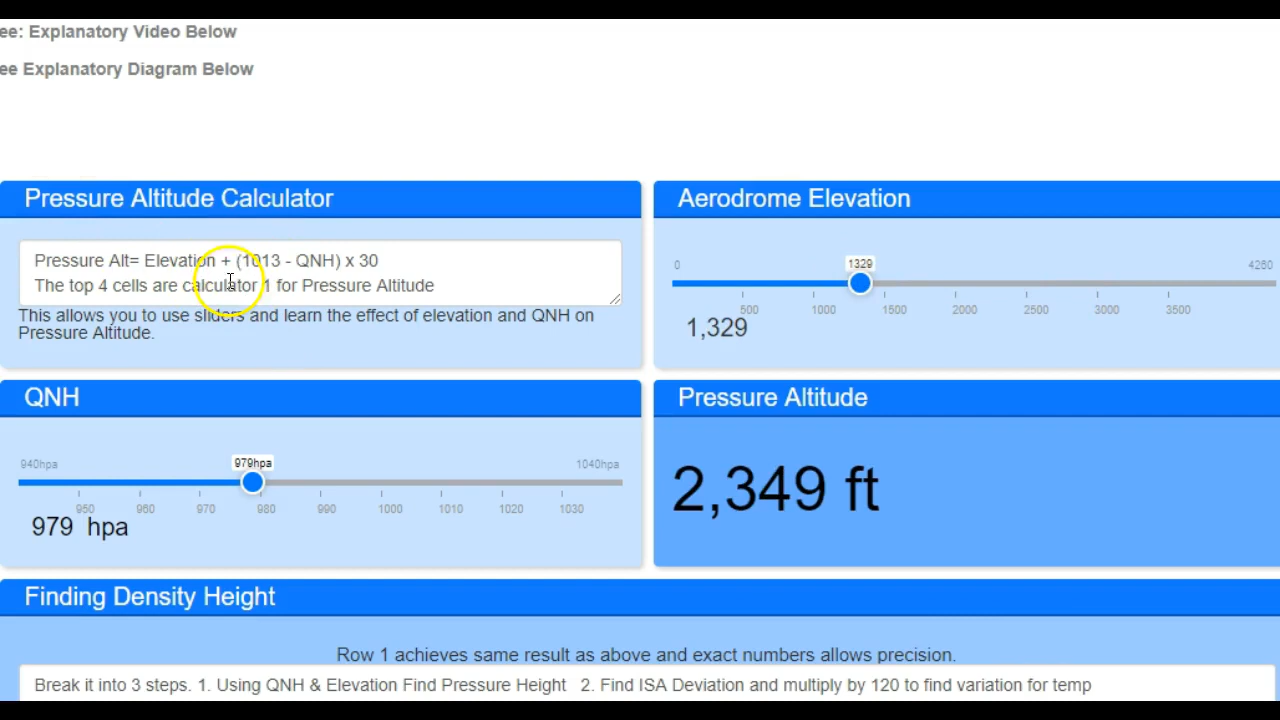 ee: Explanatory Video Below
ee Explanatory Diagram Below
Pressure Altitude Calculator
Pressure Alt= Elevation + (1013 - QNH) x 30
The top 4 cells are calculator 1 for Pressure Altitude
This allows you to use sliders and learn the effect of elevation and QNH on
Pressure Altitude.
Aerodrome Elevation
0 1329 4260
500 1000 1500 2000 2500 3000 3500
1,329
QNH
940hpa 979hpa 1040hpa
950 960 970 980 990 1000 1010 1020 1030
979 hpa
Pressure Altitude
2,349 ft
Finding Density Height
Row 1 achieves same result as above and exact numbers allows precision.
Break it into 3 steps. 1. Using QNH & Elevation Find Pressure Height 2. Find ISA Deviation and multiply by 120 to find variation for temp